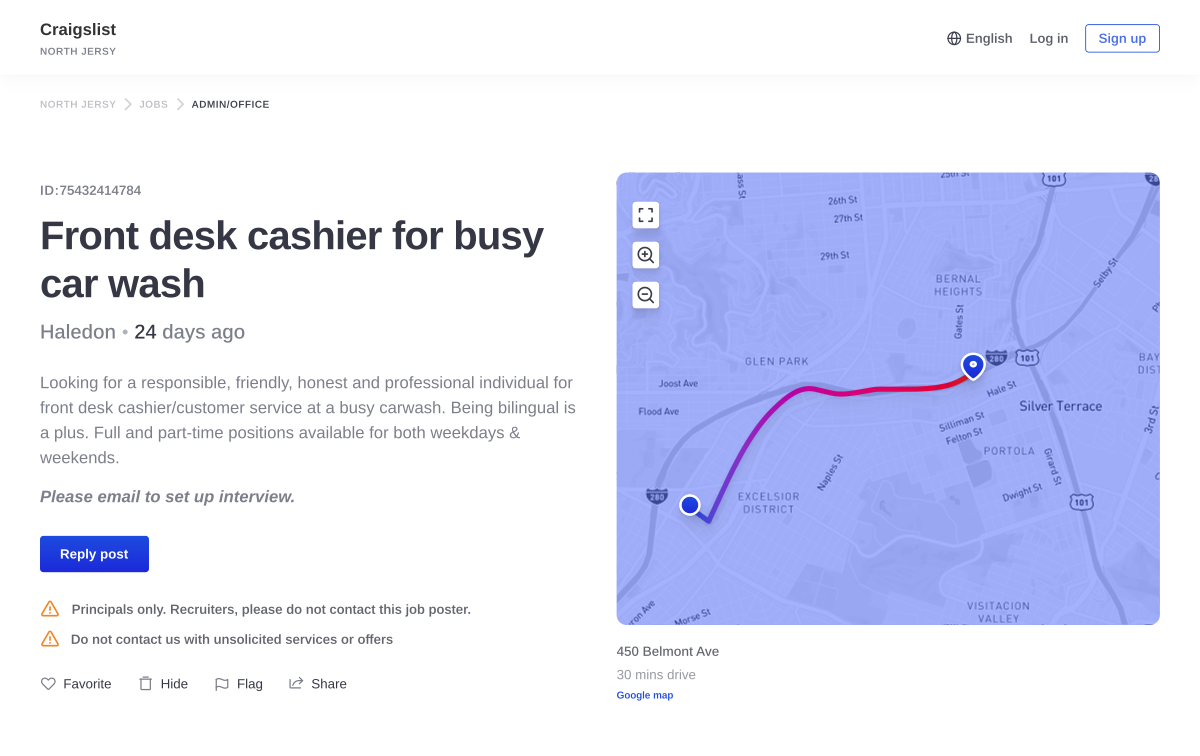 Craigslist
NORTH JERSY
English
Log in
Sign up
NORTH JERSY
JOBS
ADMIN/OFFICE
ID:75432414784
Front desk cashier for busy
car wash
Haledon • 24 days ago
Looking for a responsible, friendly, honest and professional individual for
front desk cashier/customer service at a busy carwash. Being bilingual is
a plus. Full and part-time positions available for both weekdays &
weekends.
Please email to set up interview.
Reply post
Principals only. Recruiters, please do not contact this job poster.
Do not contact us with unsolicited services or offers
Favorite
Hide
Flag
Share
25th St
101
280
26th St
27th St
29th St
BERNAL
HEIGHTS
Selby St
Gates St
GLEN PARK
280
101
BAY
DIST
Joost Ave
Flood Ave
Hale St
Silver Terrace
Silliman St
Felton St
3rd St
PORTOLA
Girard St
Naples St
Dwight St
280
EXCELSIOR
DISTRICT
101
Morse St
VISITACION
VALLEY
450 Belmont Ave
30 mins drive
Google map